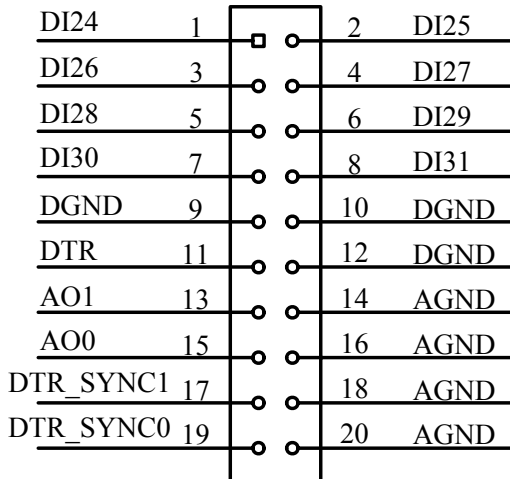 DI24 1 2 DI25
DI26 3 4 DI27
DI28 5 6 DI29
DI30 7 8 DI31
DGND 9 10 DGND
DTR 11 12 DGND
AO1 13 14 AGND
AO0 15 16 AGND
DTR_SYNC1 17 18 AGND
DTR_SYNC0 19 20 AGND